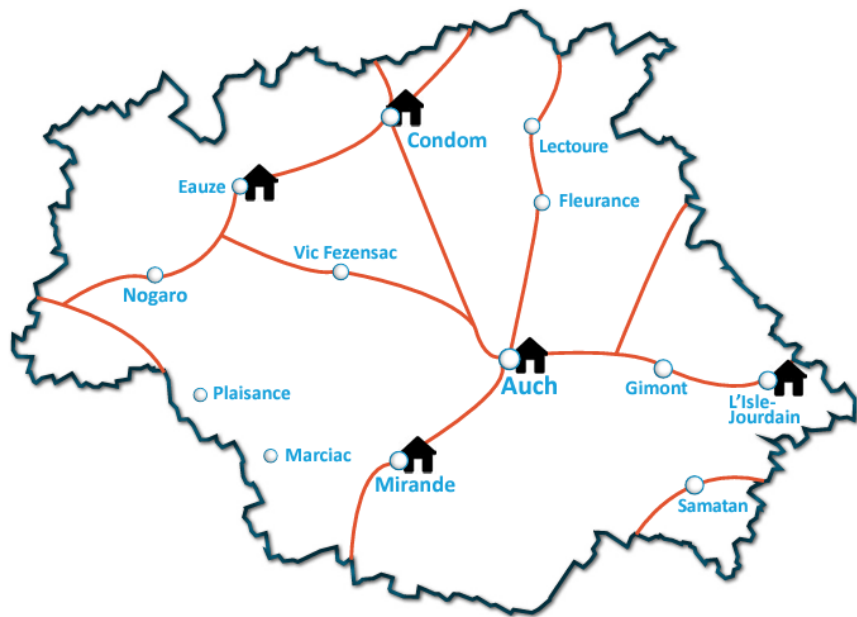 Condom
Lectoure
Eauze
Fleurance
Vic Fezensac
Nogaro
Auch
Gimont
L'Isle-
Jourdain
Plaisance
Marciac
Mirande
Samatan